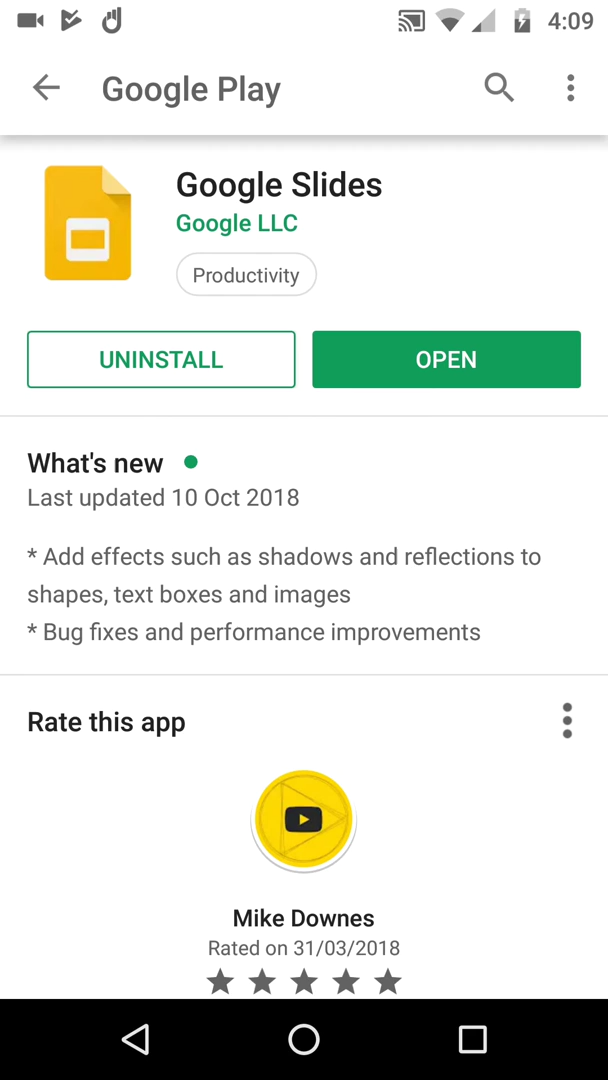 4:09
Google Play
Google Slides
Google LLC
Productivity
UNINSTALL
OPEN
What's new
Last updated 10 Oct 2018
* Add effects such as shadows and reflections to
shapes, text boxes and images
* Bug fixes and performance improvements
Rate this app
Mike Downes
Rated on 31/03/2018